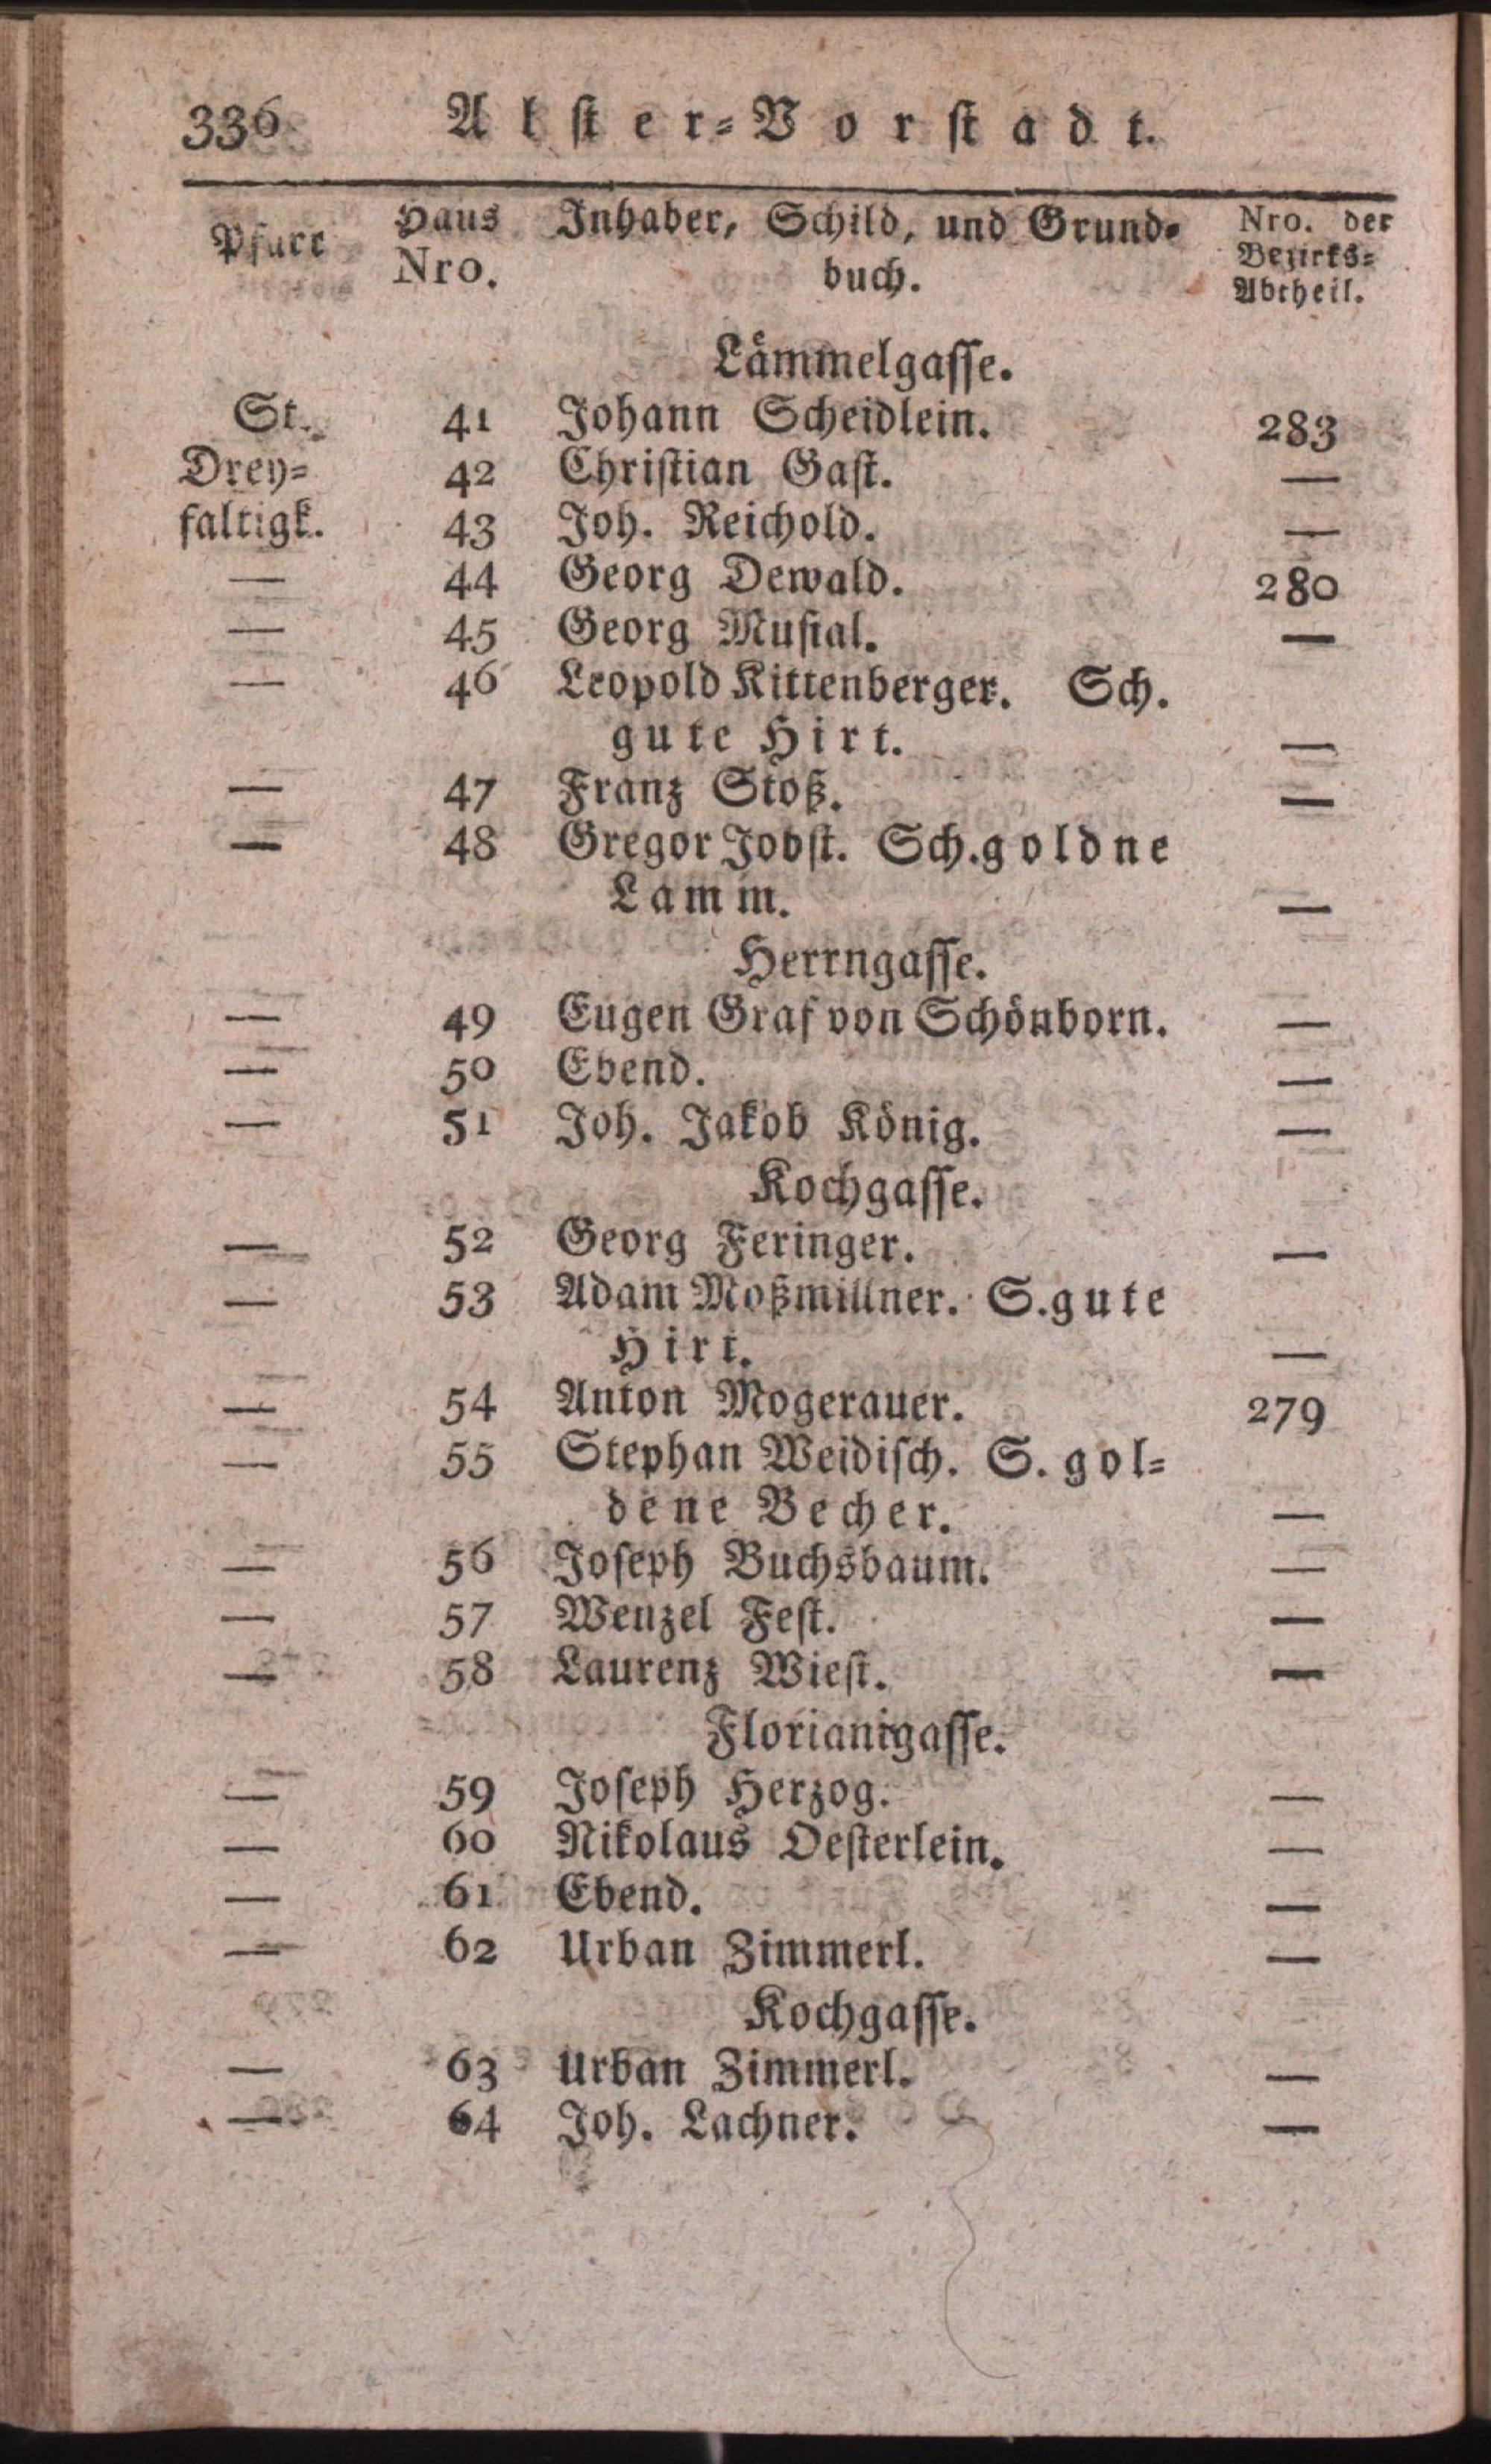 336 Alster-Vorstadt.
Pfarr Haus Nro. Inhaber, Schild, und Grund-buch. Nro. der Bezirks-Abtheil.
Lämmelgasse.
St. 41 Johann Scheidlein. 283
Drey- 42 Christian Gast. —
faltigk. 43 Joh. Reichold. —
— 44 Georg Dewald. 280
— 45 Georg Musial. —
— 46 Leopold Kittenberger. Sch.
gute Hirt. —
— 47 Franz Stoß. —
— 48 Gregor Jobst. Sch. goldne
Lamm. —
Herrngasse.
— 49 Eugen Graf von Schönborn. —
— 50 Ebend. —
— 51 Joh. Jakob König. —
Kochgasse.
— 52 Georg Feringer. —
— 53 Adam Moßmillner. S. gute
Hirt. —
— 54 Anton Mogerauer. 279
— 55 Stephan Weidisch. S. gol-
dene Becher. —
— 56 Joseph Buchsbaum. —
— 57 Wenzel Fest. —
— 58 Laurenz Wiest. —
Florianigasse.
— 59 Joseph Herzog. —
— 60 Nikolaus Oesterlein. —
— 61 Ebend. —
— 62 Urban Zimmerl. —
Kochgasse.
— 63 Urban Zimmerl. —
— 64 Joh. Lachner. —